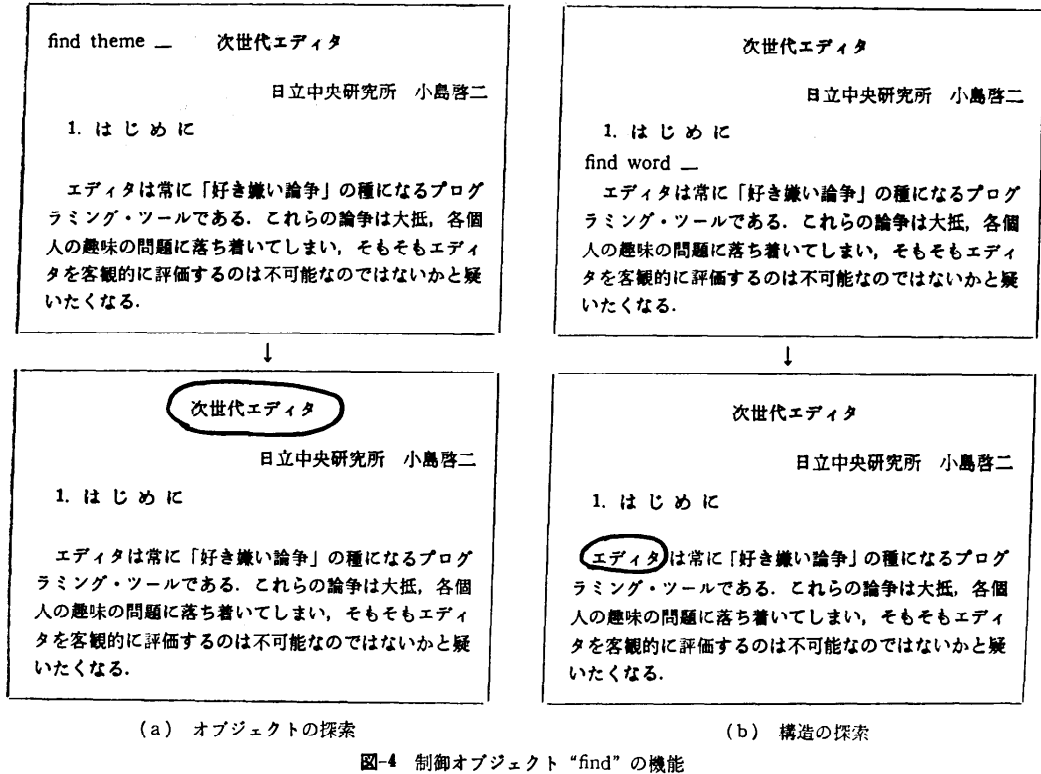 find theme _ 次世代エディタ
日立中央研究所 小島啓二
1. は じ め に
エディタは常に「好き嫌い論争」の種になるプログ
ラミング・ツールである．これらの論争は大抵，各個
人の趣味の問題に落ち着いてしまい，そもそもエディ
タを客観的に評価するのは不可能なのではないかと疑
いたくなる．
↓
次世代エディタ
日立中央研究所 小島啓二
1. は じ め に
エディタは常に「好き嫌い論争」の種になるプログ
ラミング・ツールである．これらの論争は大抵，各個
人の趣味の問題に落ち着いてしまい，そもそもエディ
タを客観的に評価するのは不可能なのではないかと疑
いたくなる．
(a) オブジェクトの探索
次世代エディタ
日立中央研究所 小島啓二
1. は じ め に
find word _
エディタは常に「好き嫌い論争」の種になるプログ
ラミング・ツールである．これらの論争は大抵，各個
人の趣味の問題に落ち着いてしまい，そもそもエディ
タを客観的に評価するのは不可能なのではないかと疑
いたくなる．
↓
次世代エディタ
日立中央研究所 小島啓二
1. は じ め に
エディタは常に「好き嫌い論争」の種になるプログ
ラミング・ツールである．これらの論争は大抵，各個
人の趣味の問題に落ち着いてしまい，そもそもエディ
タを客観的に評価するのは不可能なのではないかと疑
いたくなる．
(b) 構造の探索
図-4 制御オブジェクト “find” の機能